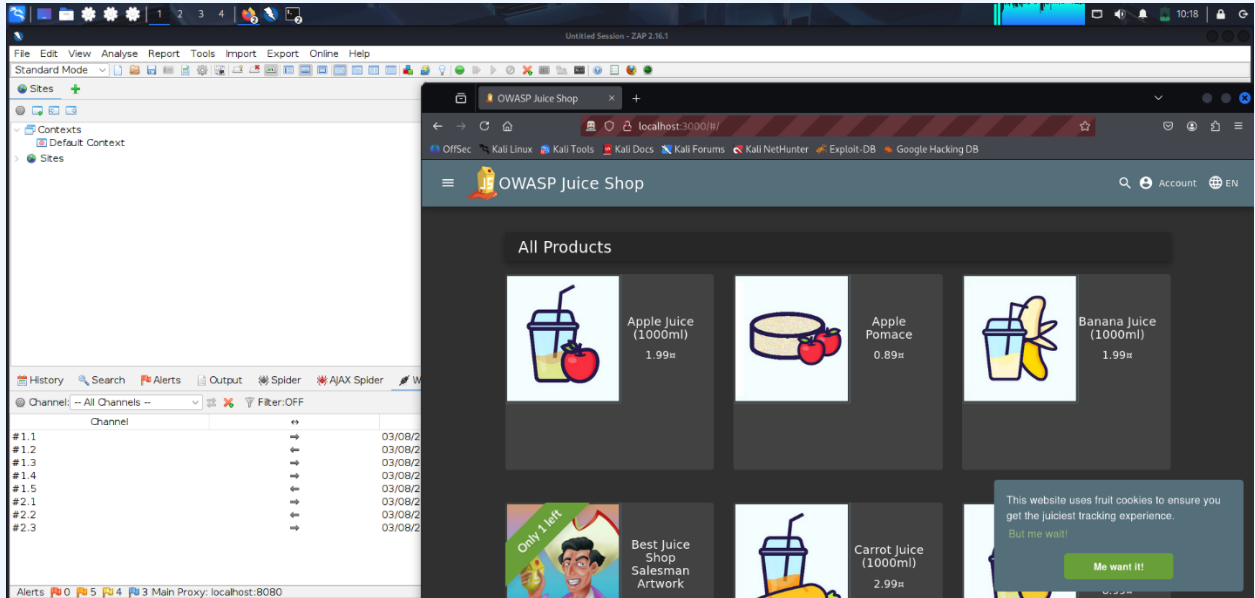 1 2 3 4 2 2 10:18
Untitled Session - ZAP 2.16.1
File Edit View Analyse Report Tools Import Export Online Help
Standard Mode
Sites
Contexts
Default Context
Sites
History Search Alerts Output Spider AJAX Spider W
Channel: -- All Channels -- Filter:OFF
Channel
#1.1 03/08/2
#1.2 03/08/2
#1.3 03/08/2
#1.4 03/08/2
#1.5 03/08/2
#2.1 03/08/2
#2.2 03/08/2
#2.3 03/08/2
Alerts 0 5 4 3 Main Proxy: localhost:8080
OWASP Juice Shop
localhost:3000/#/
OffSec Kali Linux Kali Tools Kali Docs Kali Forums Kali NetHunter Exploit-DB Google Hacking DB
JS OWASP Juice Shop Account EN
All Products
Apple Juice
(1000ml)
1.99¤
Apple
Pomace
0.89¤
Banana Juice
(1000ml)
1.99¤
Only 1 left
Best Juice
Shop
Salesman
Artwork
Carrot Juice
(1000ml)
2.99¤
This website uses fruit cookies to ensure you
get the juiciest tracking experience.
But me wait!
Me want it!